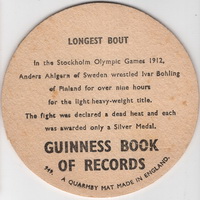 LONGEST BOUT
In the Stockholm Olympic Games 1912,
Anders Ahlgarn of Sweden wrestled Ivar Bohling
of Finland for over nine hours
for the light-heavy-weight title.
The fight was declared a dead heat and each
was awarded only a Silver Medal.
GUINNESS BOOK
OF RECORDS
A QUARMBY MAT MADE IN ENGLAND.